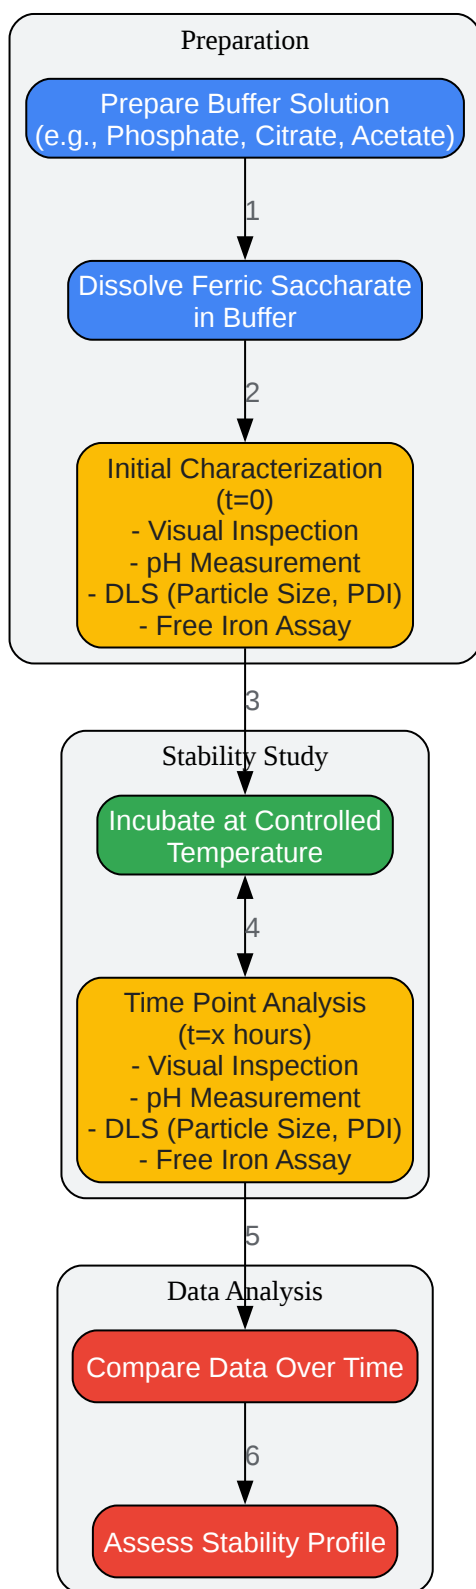 Preparation
Prepare Buffer Solution
(e.g., Phosphate, Citrate, Acetate)
1
Dissolve Ferric Saccharate
in Buffer
2
Initial Characterization
(t=0)
- Visual Inspection
- pH Measurement
- DLS (Particle Size, PDI)
- Free Iron Assay
3
Stability Study
Incubate at Controlled
Temperature
4
Time Point Analysis
(t=x hours)
- Visual Inspection
- pH Measurement
- DLS (Particle Size, PDI)
- Free Iron Assay
5
Data Analysis
Compare Data Over Time
6
Assess Stability Profile